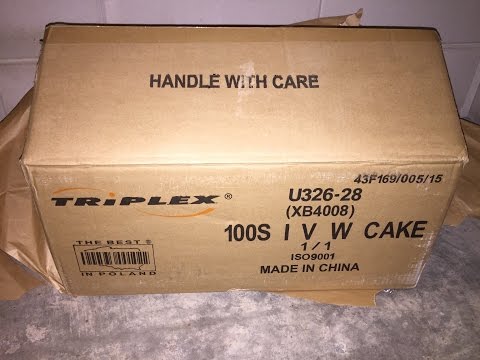 HANDLE WITH CARE
43F169/005/15
TRIPLEX®
U326-28
(XB4008)
100S I V W CAKE
1/1
ISO9001
MADE IN CHINA
THE BEST
IN POLAND